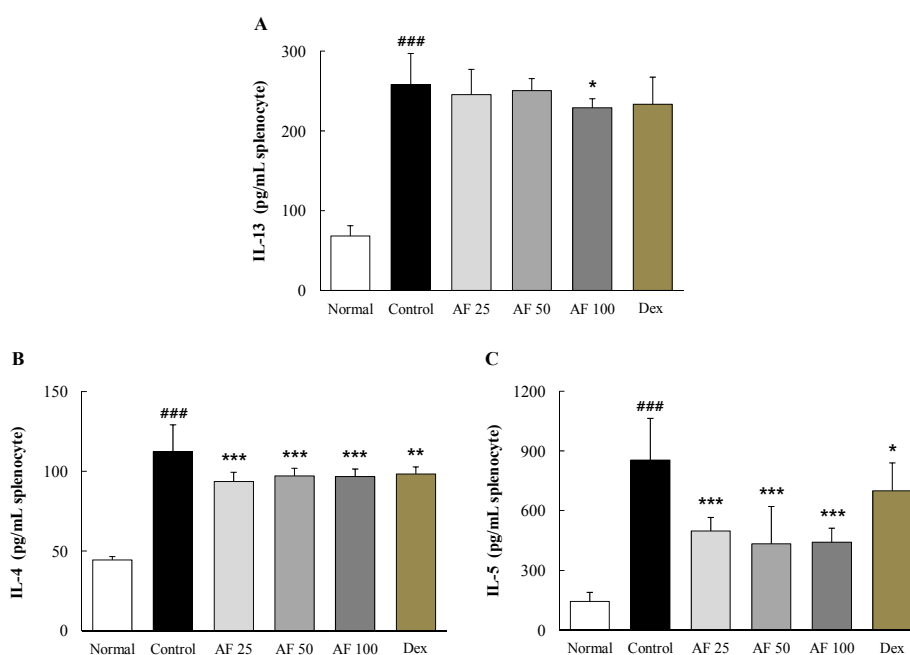 A
###
*
IL-13 (pg/mL splenocyte)
300
200
100
0
Normal Control AF 25 AF 50 AF 100 Dex
B
###
*** *** *** **
IL-4 (pg/mL splenocyte)
150
100
50
0
Normal Control AF 25 AF 50 AF 100 Dex
C
###
*** *** *** *
IL-5 (pg/mL splenocyte)
1200
900
600
300
0
Normal Control AF 25 AF 50 AF 100 Dex